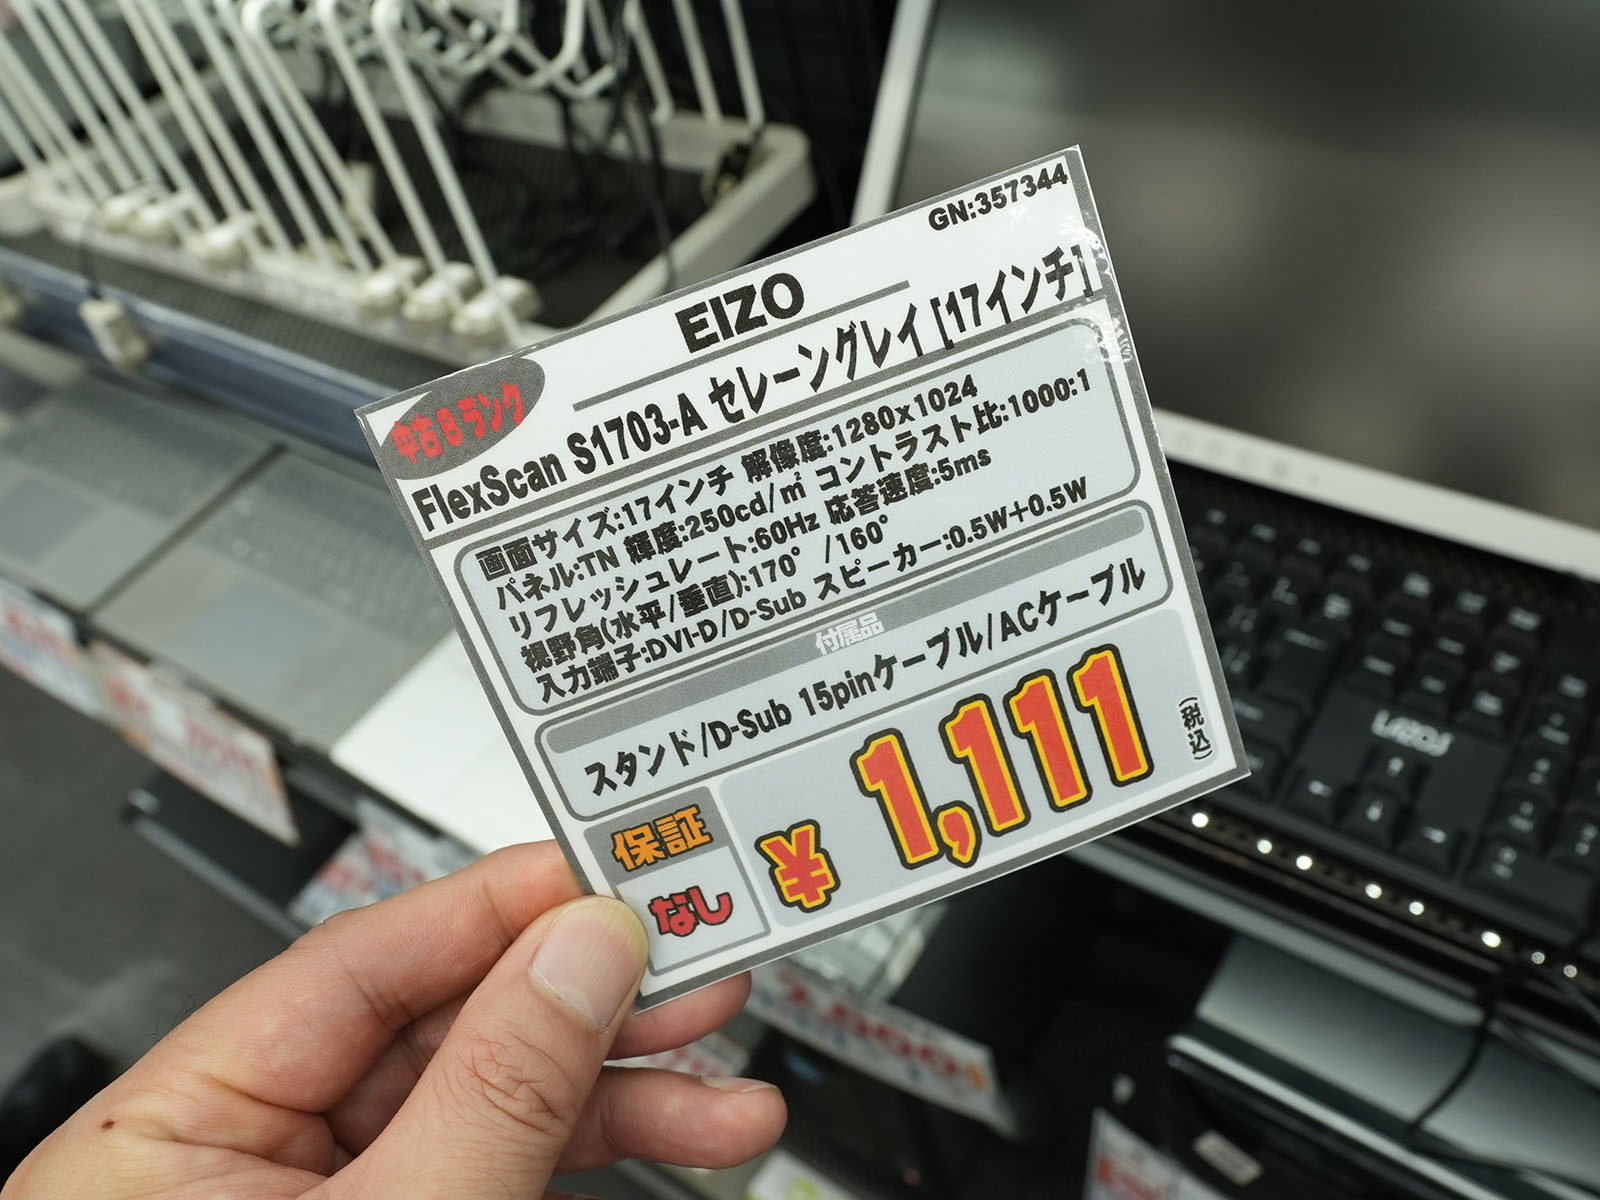 GN:357344
EIZO
中古Bランク
FlexScan S1703-A セレーングレイ [17インチ]
画面サイズ:17インチ 解像度:1280x1024
パネル:TN 輝度:250cd/㎡ コントラスト比:1000:1
リフレッシュレート:60Hz 応答速度:5ms
視野角(水平/垂直):170°/160°
入力端子:DVI-D/D-Sub スピーカー:0.5W+0.5W
付属品
スタンド/D-Sub 15pinケーブル/ACケーブル
保証
なし
¥1,111
(税込)